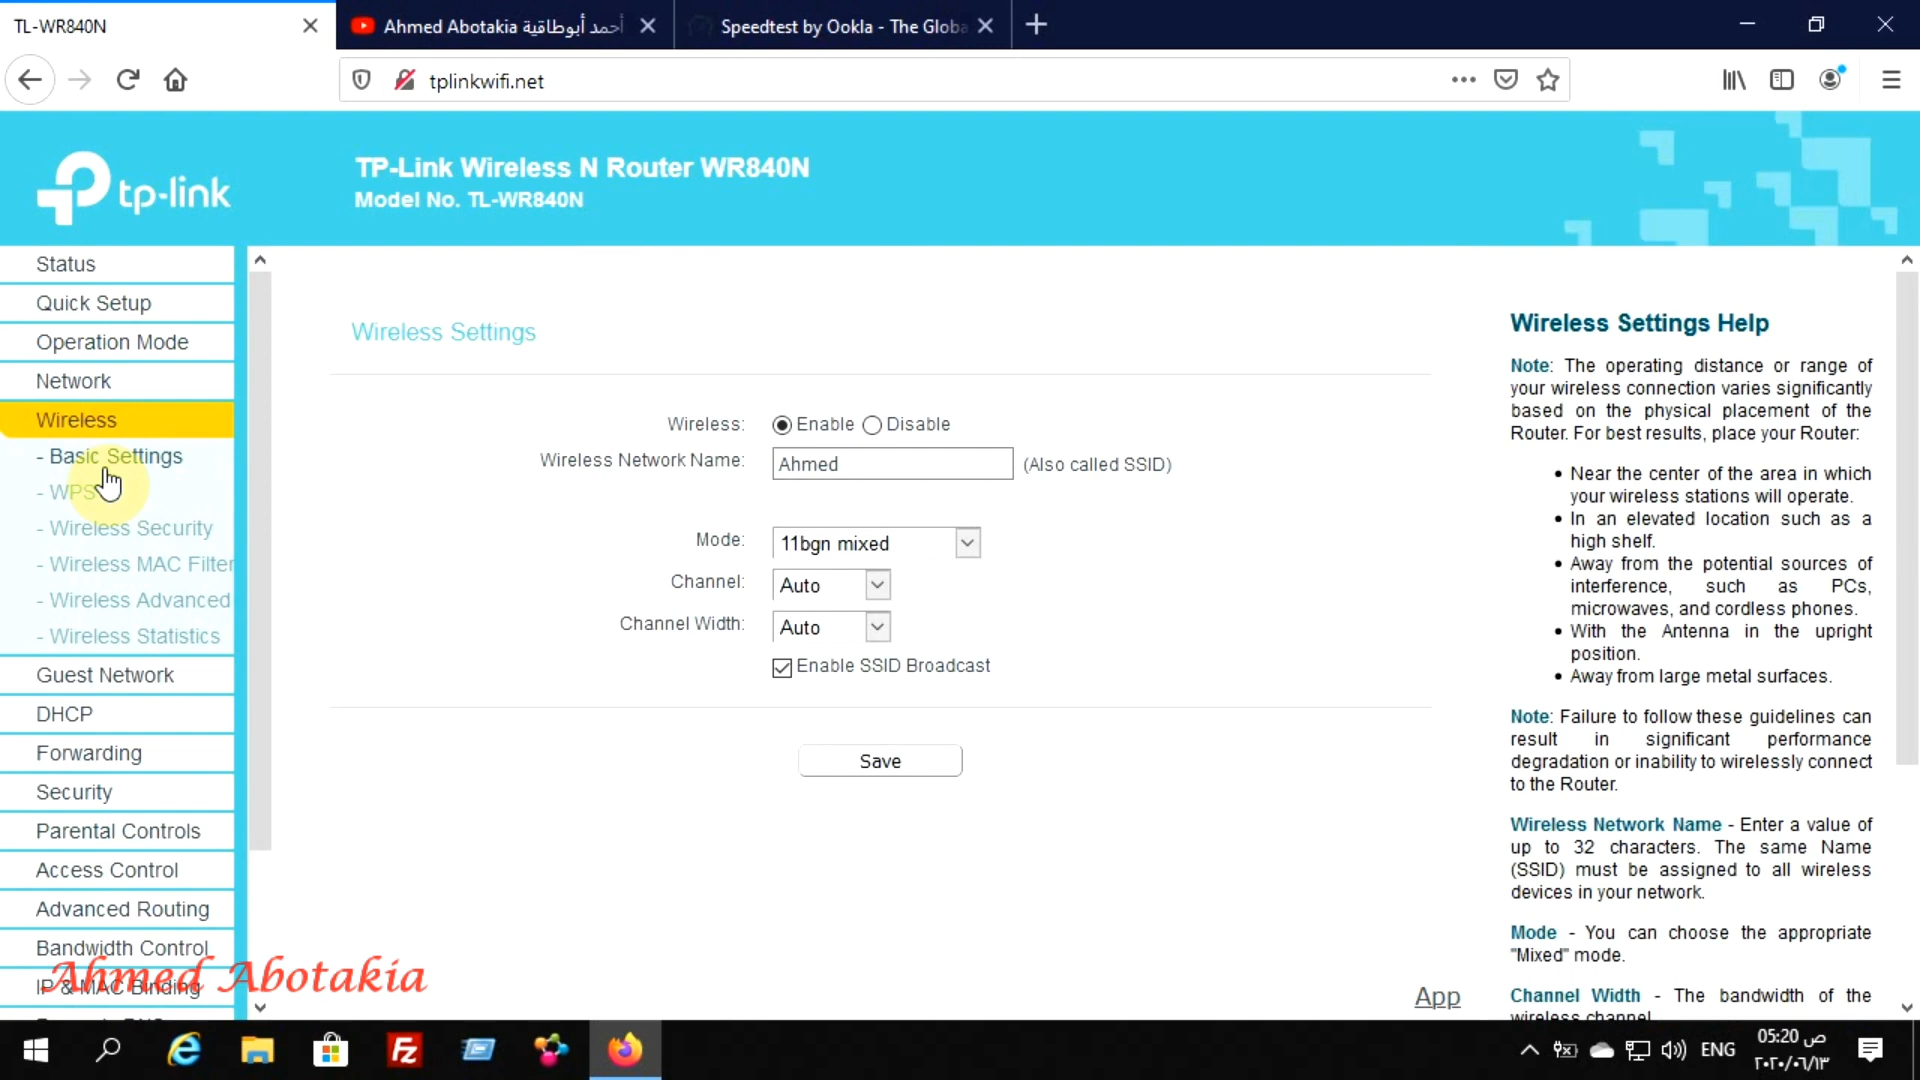 TL-WR840N
Ahmed Abotakia أحمد أبوطاقية
Speedtest by Ookla - The Globa
tplinkwifi.net
tp-link
TP-Link Wireless N Router WR840N
Model No. TL-WR840N
Status
Quick Setup
Operation Mode
Network
Wireless
- Basic Settings
- WPS
- Wireless Security
- Wireless MAC Filter
- Wireless Advanced
- Wireless Statistics
Guest Network
DHCP
Forwarding
Security
Parental Controls
Access Control
Advanced Routing
Bandwidth Control
IP & MAC Binding
Ahmed Abotakia
Wireless Settings
Wireless: Enable Disable
Wireless Network Name: Ahmed (Also called SSID)
Mode: 11bgn mixed
Channel: Auto
Channel Width: Auto
Enable SSID Broadcast
Save
App
Wireless Settings Help
Note: The operating distance or range of
your wireless connection varies significantly
based on the physical placement of the
Router. For best results, place your Router:
• Near the center of the area in which
your wireless stations will operate.
• In an elevated location such as a
high shelf.
• Away from the potential sources of
interference, such as PCs,
microwaves, and cordless phones.
• With the Antenna in the upright
position.
• Away from large metal surfaces.
Note: Failure to follow these guidelines can
result in significant performance
degradation or inability to wirelessly connect
to the Router.
Wireless Network Name - Enter a value of
up to 32 characters. The same Name
(SSID) must be assigned to all wireless
devices in your network.
Mode - You can choose the appropriate
"Mixed" mode.
Channel Width - The bandwidth of the
wireless channel
ENG
05:20 ص
٢٠٢٠/٠٦/١٣